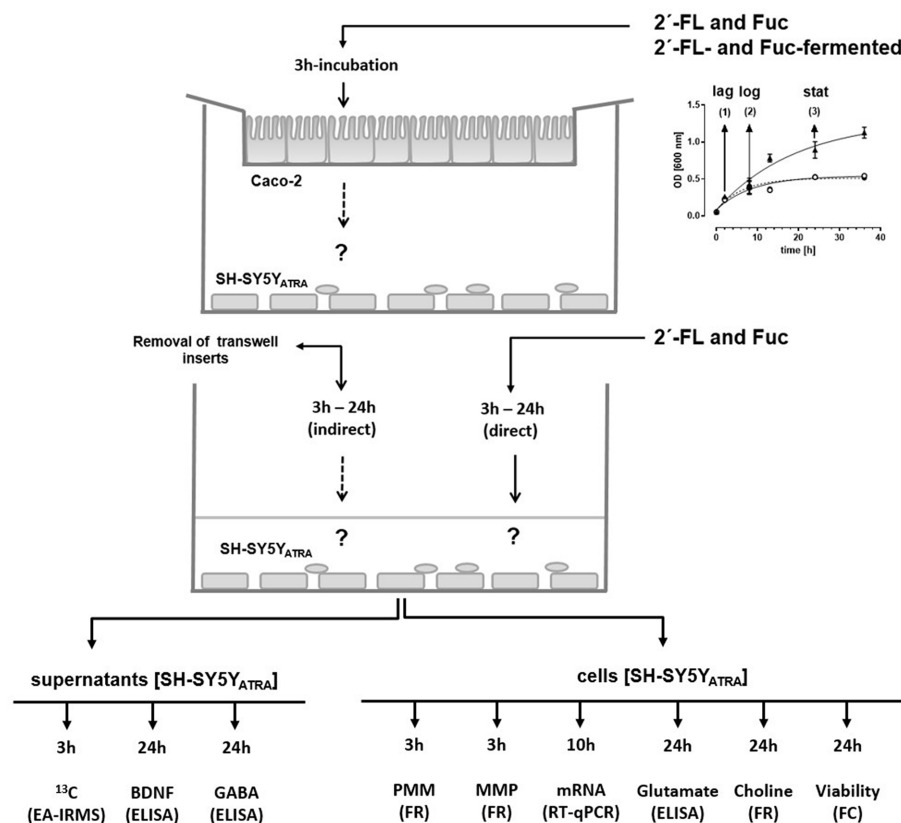 2´-FL and Fuc
2´-FL- and Fuc-fermented
3h-incubation
lag log stat
(1) (2) (3)
OD [600 nm]
1.5
1.0
0.5
0.0
0 10 20 30 40
time [h]
Caco-2
?
SH-SY5YATRA
Removal of transwell
inserts
2´-FL and Fuc
3h – 24h
(indirect)
3h – 24h
(direct)
? ?
SH-SY5YATRA
supernatants [SH-SY5YATRA]
cells [SH-SY5YATRA]
3h 24h 24h
3h 3h 10h 24h 24h 24h
13C BDNF GABA
(EA-IRMS) (ELISA) (ELISA)
PMM MMP mRNA Glutamate Choline Viability
(FR) (FR) (RT-qPCR) (ELISA) (FR) (FC)